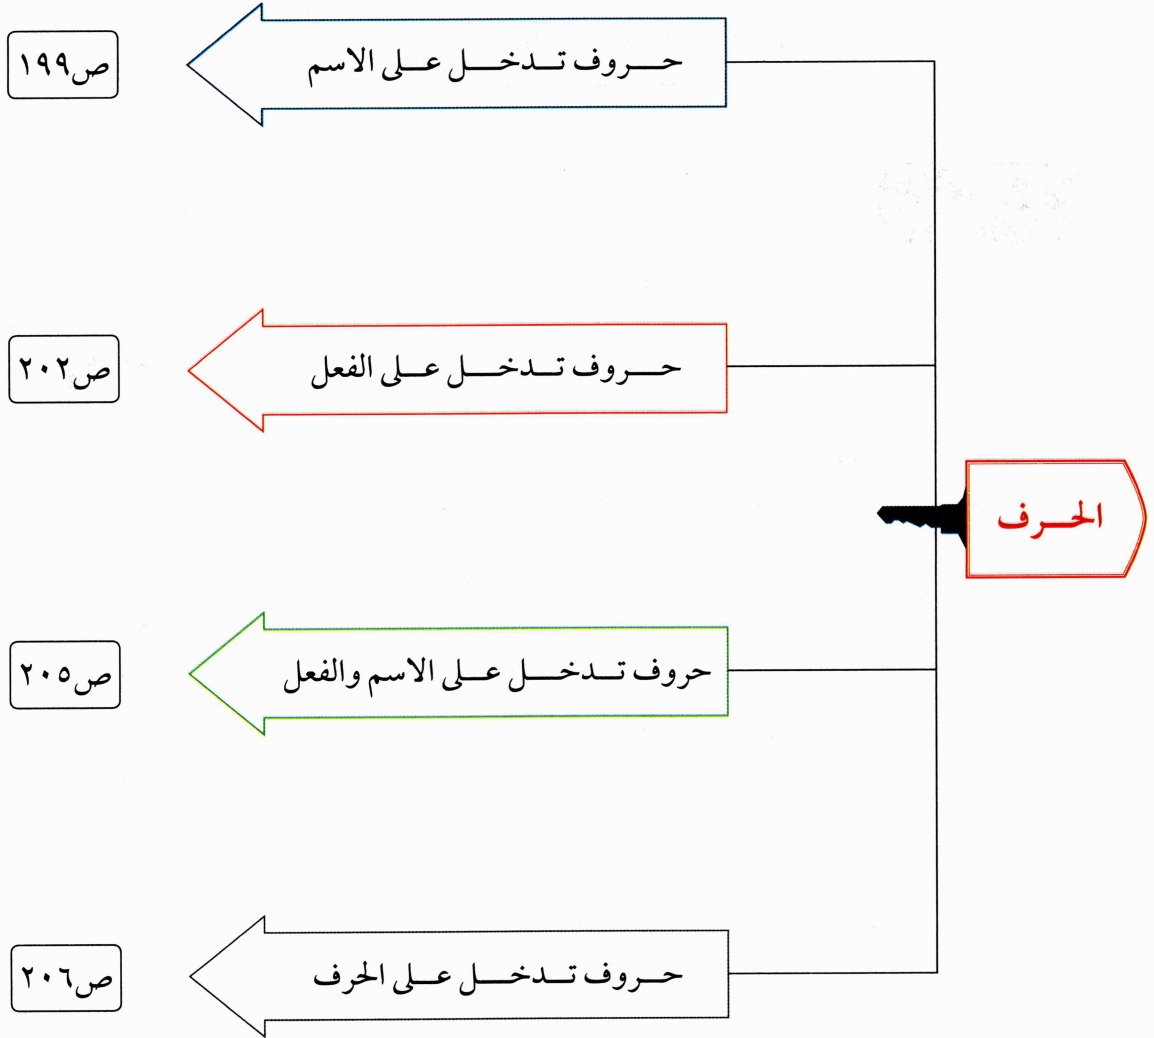 حروف تدخل على الاسم
ص١٩٩
حروف تدخل على الفعل
ص٢٠٢
الحرف
حروف تدخل على الاسم والفعل
ص٢٠٥
حروف تدخل على الحرف
ص٢٠٦